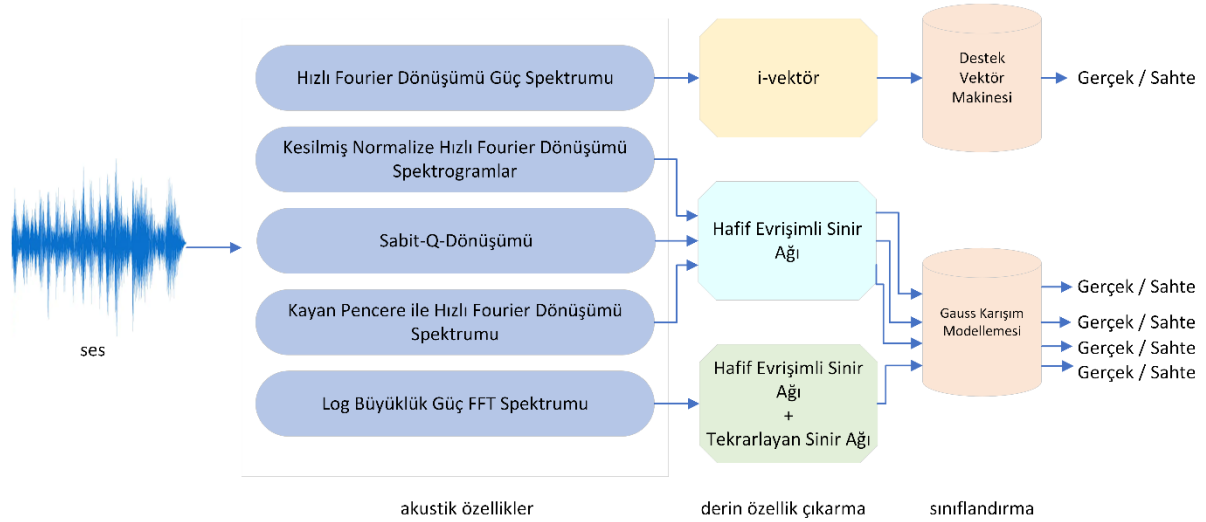 Hızlı Fourier Dönüşümü Güç Spektrumu
i-vektör
Destek
Vektör
Makinesi
Gerçek / Sahte
Kesilmiş Normalize Hızlı Fourier Dönüşümü
Spektrogramlar
Sabit-Q-Dönüşümü
Kayan Pencere ile Hızlı Fourier Dönüşümü
Spektrumu
Hafif Evrişimli Sinir
Ağı
Gauss Karışım
Modellemesi
Gerçek / Sahte
Gerçek / Sahte
Gerçek / Sahte
Gerçek / Sahte
ses
Log Büyüklük Güç FFT Spektrumu
Hafif Evrişimli Sinir
Ağı
+
Tekrarlayan Sinir Ağı
akustik özellikler
derin özellik çıkarma
sınıflandırma